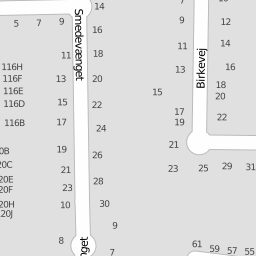 14
5 7 9
Smedevænget
16
9 12
11 18 11 14
116H 13 16
116F 13 20
Birkevej
116E 15 18
116D 15 22 20
17 22
116B 17 24 19
19 26 21
21 23 25 29 31
28
23
10 30
9
8 7
61 59 57 55